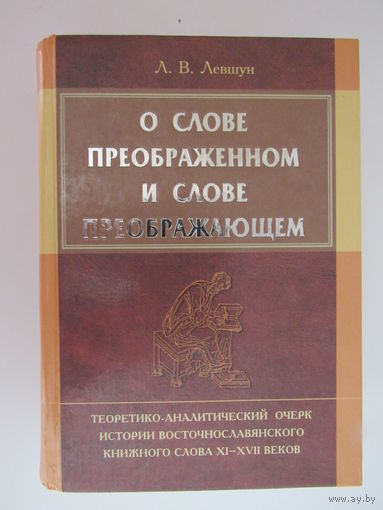 Л. В. Левшун
О СЛОВЕ
ПРЕОБРАЖЕННОМ
И СЛОВЕ
ПРЕОБРАЖАЮЩЕМ
ТЕОРЕТИКО-АНАЛИТИЧЕСКИЙ ОЧЕРК
ИСТОРИИ ВОСТОЧНОСЛАВЯНСКОГО
КНИЖНОГО СЛОВА XI–XVII ВЕКОВ
www.ay.by